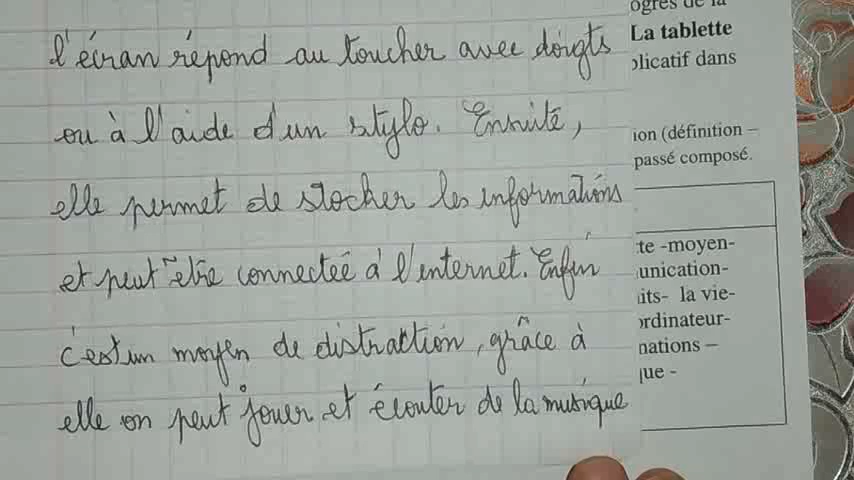 ogrès de la
l'écran répond au toucher avec doigts
La tablette
plicatif dans
ou à l'aide d'un stylo. Ensuite,
ion (définition –
passé composé.
elle permet de stocker les informations
te -moyen-
et peut être connectée à l'internet. Enfin
unication-
its- la vie-
ordinateur-
c'est un moyen de distraction, grâce à
mations –
que -
elle on peut jouer et écouter de la musique